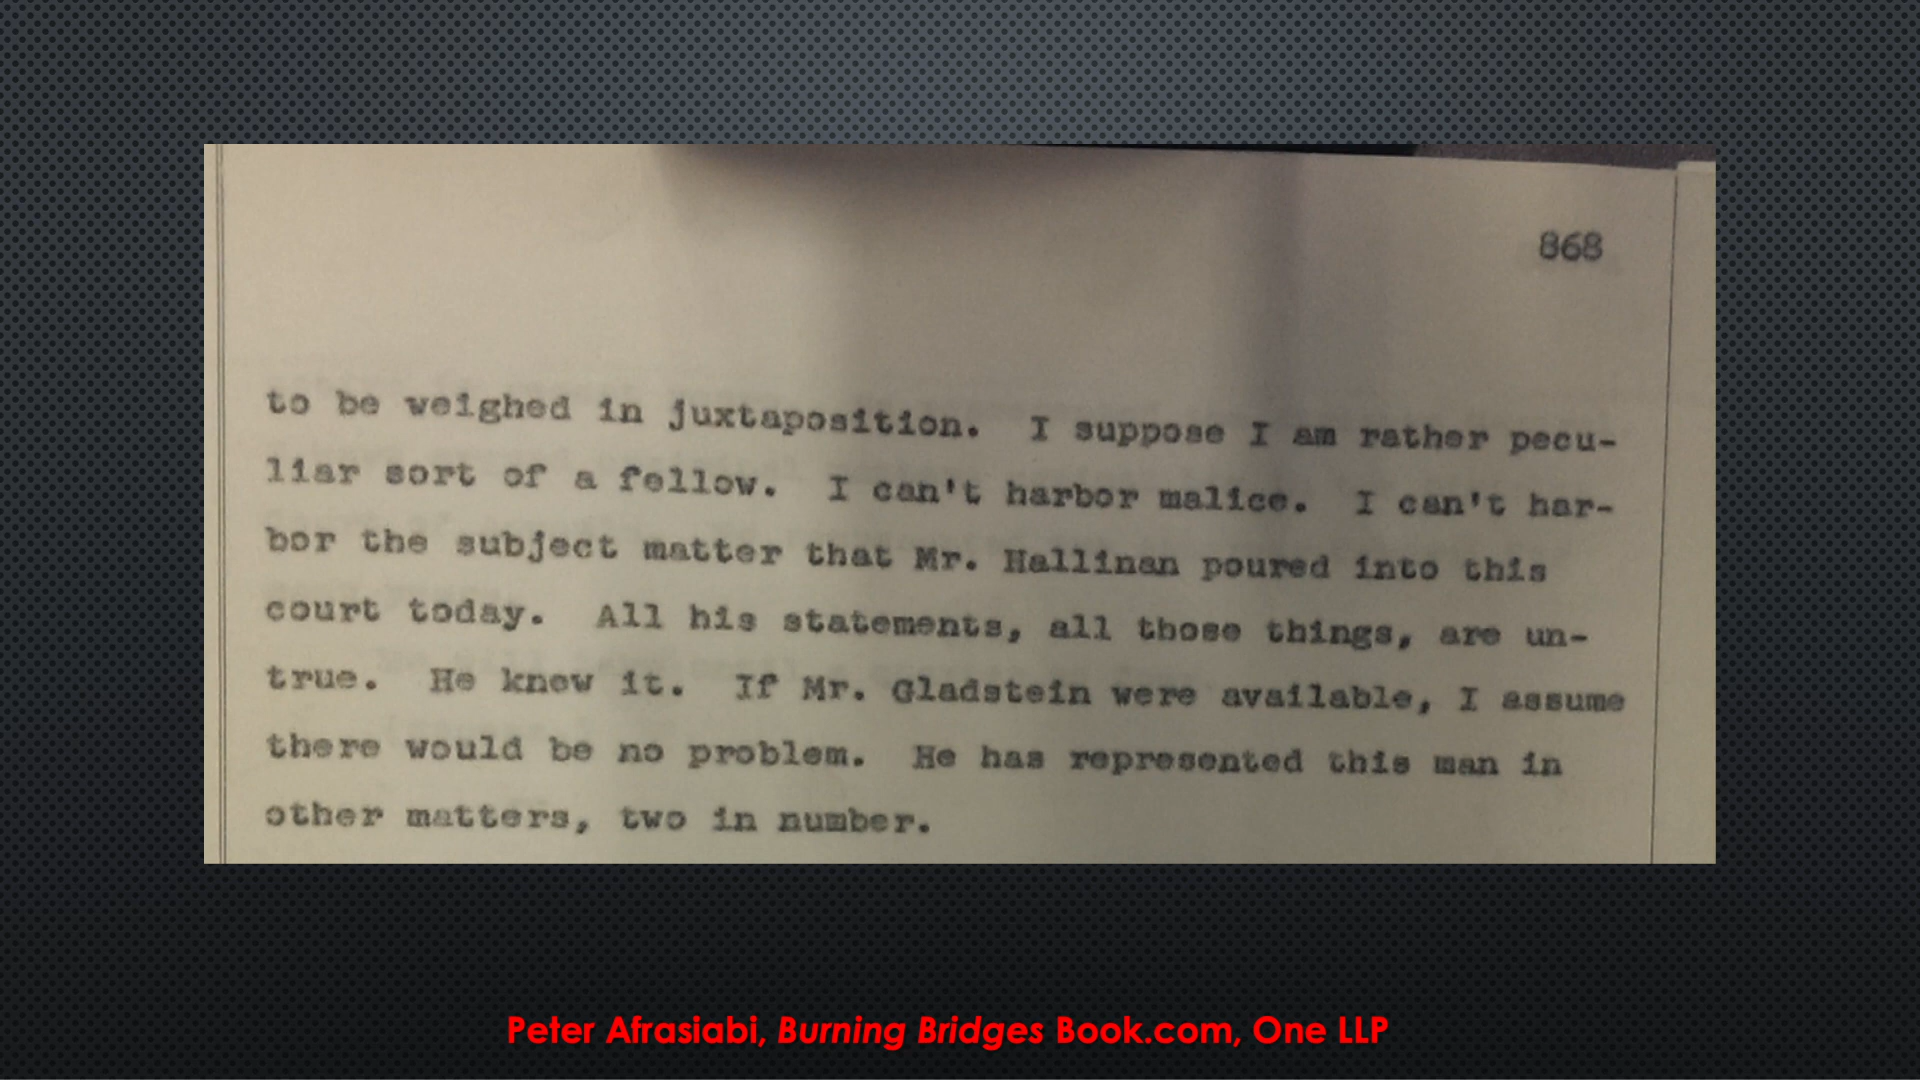 868
to be weighed in juxtaposition. I suppose I am rather pecu-
liar sort of a fellow. I can't harbor malice. I can't har-
bor the subject matter that Mr. Hallinan poured into this
court today. All his statements, all those things, are un-
true. He knew it. If Mr. Gladstein were available, I assume
there would be no problem. He has represented this man in
other matters, two in number.
Peter Afrasiabi, Burning Bridges Book.com, One LLP